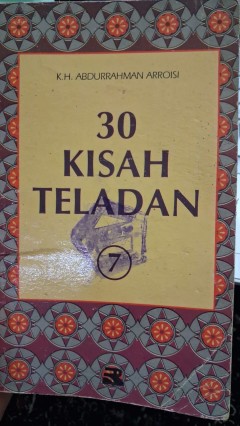 K.H. ABDURRAHMAN ARROISI
30
KISAH
TELADAN
7